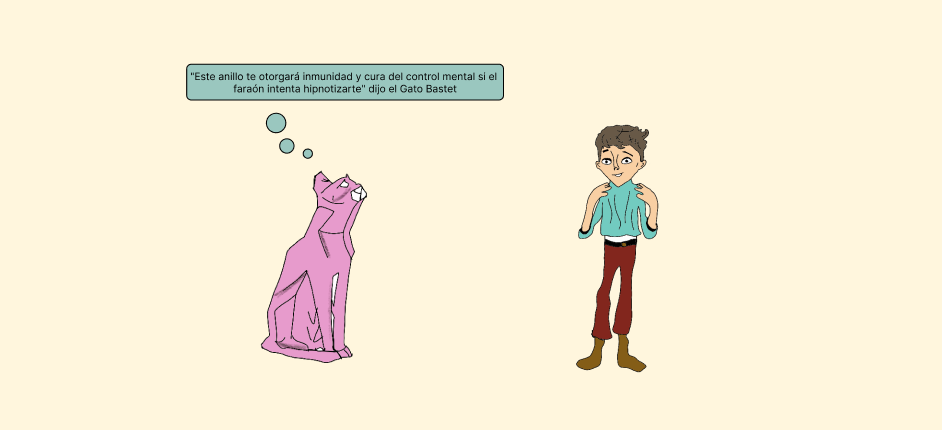 "Este anillo te otorgará inmunidad y cura del control mental si el
faraón intenta hipnotizarte" dijo el Gato Bastet